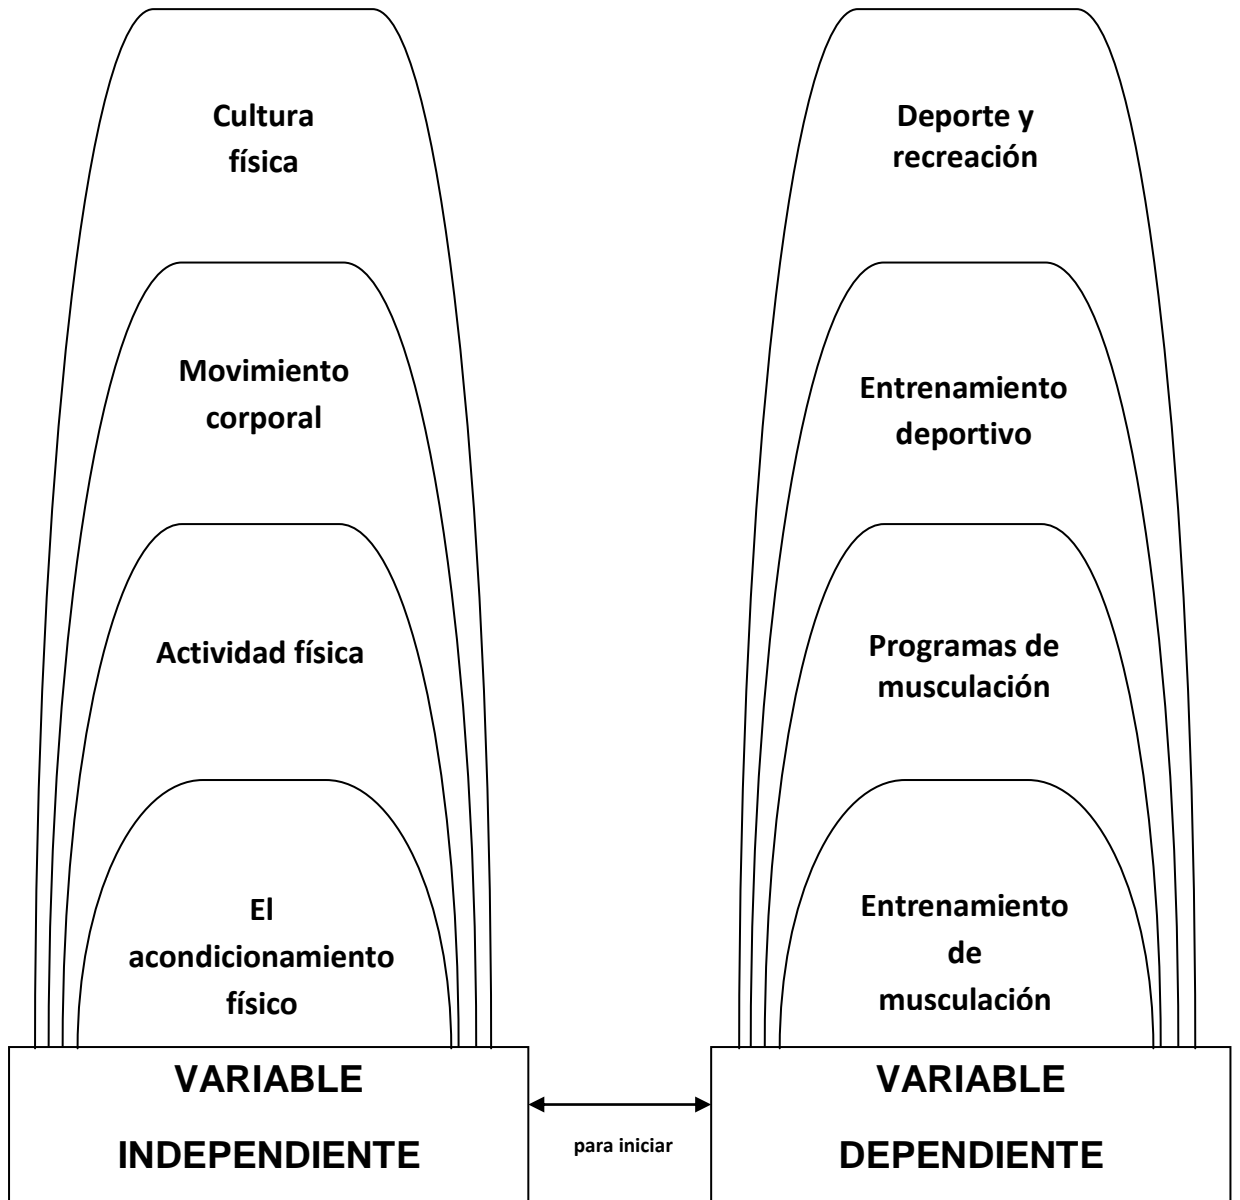 Cultura
física
Movimiento
corporal
Actividad física
El
acondicionamiento
físico
VARIABLE
INDEPENDIENTE
para iniciar
Deporte y
recreación
Entrenamiento
deportivo
Programas de
musculación
Entrenamiento
de
musculación
VARIABLE
DEPENDIENTE